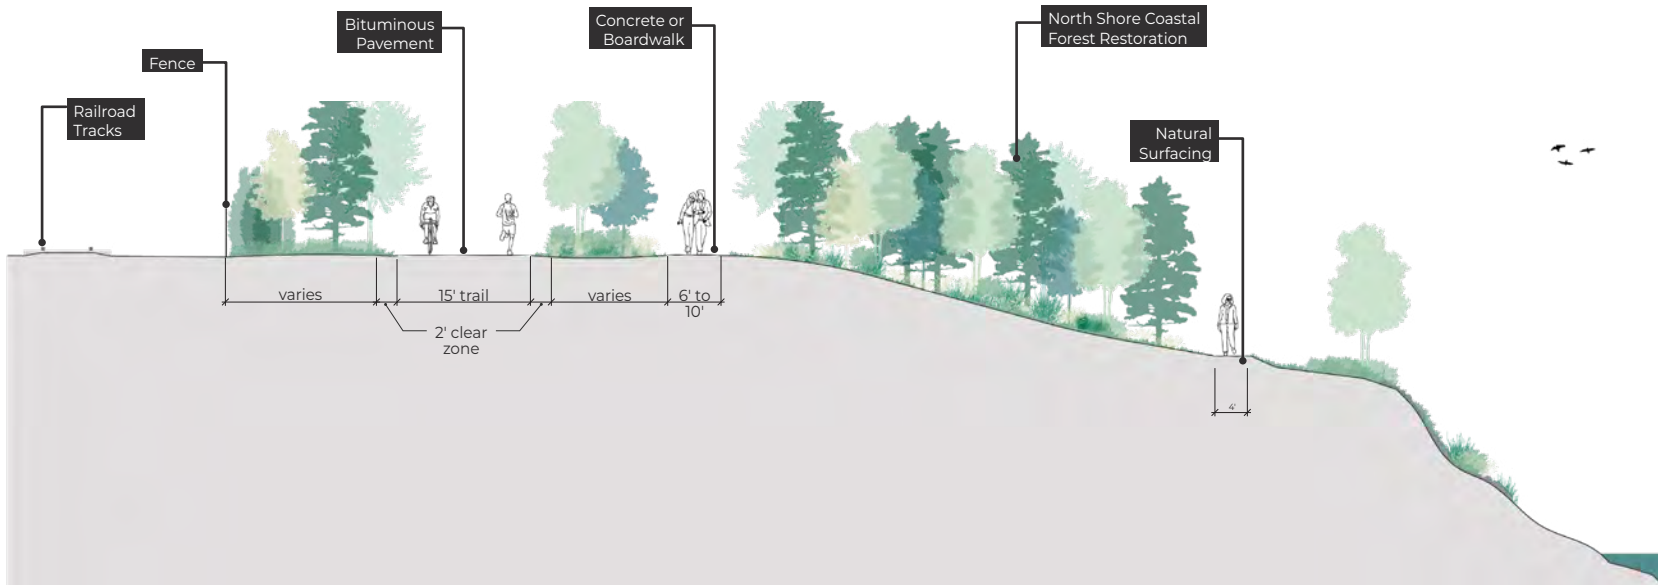 Railroad
Tracks
Fence
Bituminous
Pavement
Concrete or
Boardwalk
North Shore Coastal
Forest Restoration
Natural
Surfacing
varies
15' trail
varies
6' to
10'
2' clear
zone
4'